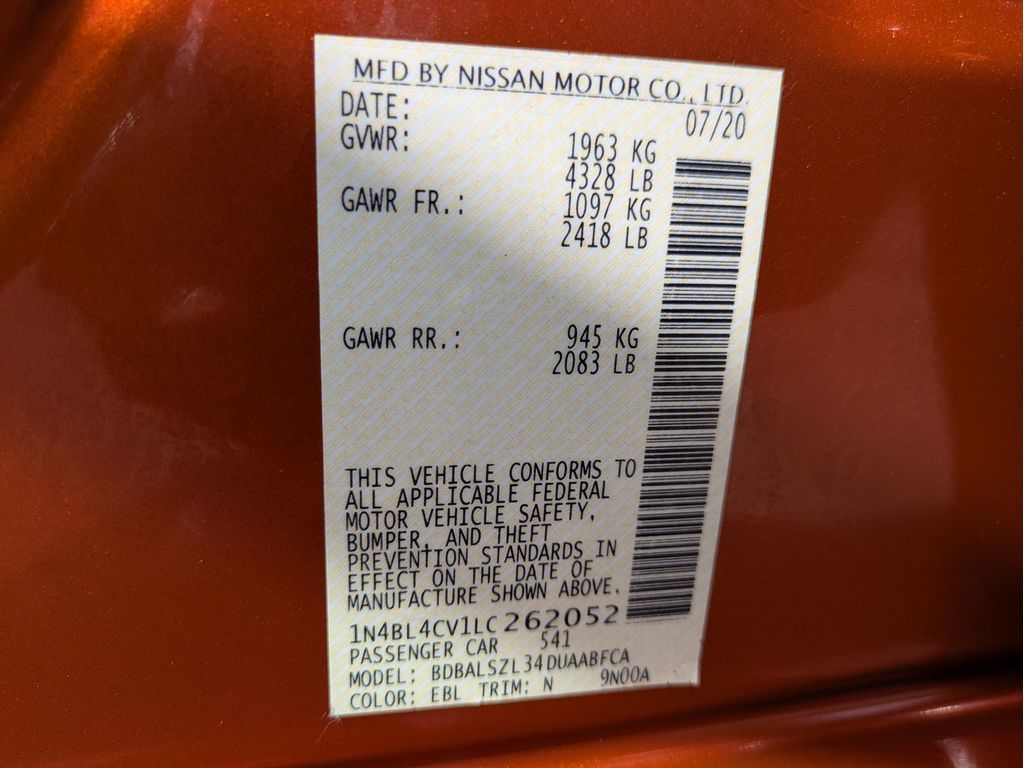 MFD BY NISSAN MOTOR CO., LTD.
DATE: 07/20
GVWR: 1963 KG
4328 LB
GAWR FR.: 1097 KG
2418 LB
GAWR RR.: 945 KG
2083 LB
THIS VEHICLE CONFORMS TO
ALL APPLICABLE FEDERAL
MOTOR VEHICLE SAFETY,
BUMPER, AND THEFT
PREVENTION STANDARDS IN
EFFECT ON THE DATE OF
MANUFACTURE SHOWN ABOVE.
1N4BL4CV1LC262052
PASSENGER CAR 541
MODEL: BDBALSZL34DUAABFCA
COLOR: EBL TRIM: N 9N00A